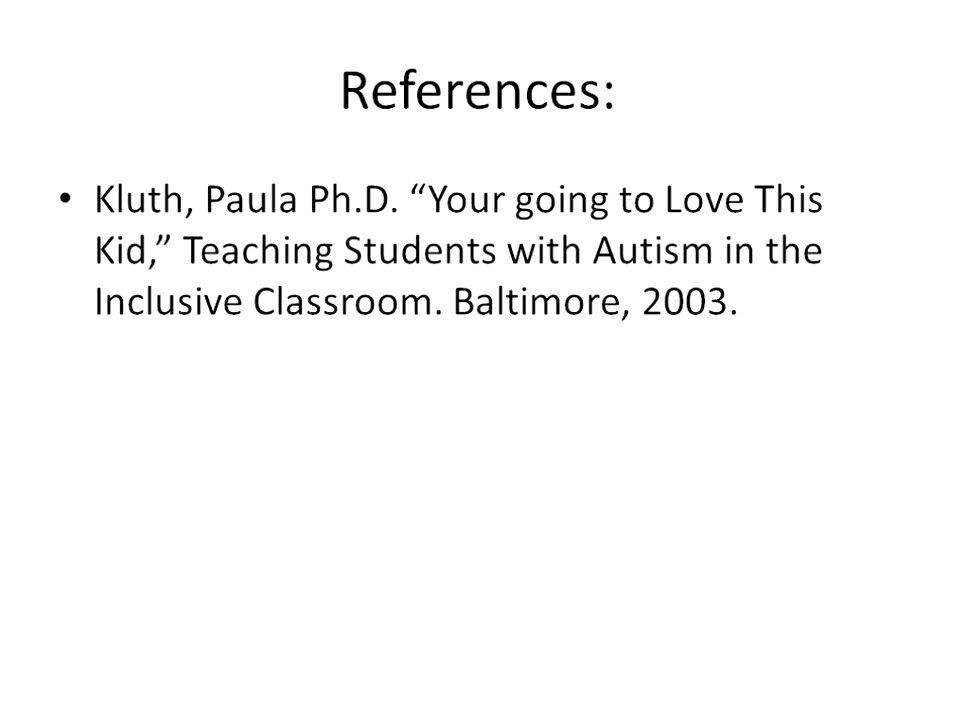 References:
• Kluth, Paula Ph.D. “Your going to Love This
Kid,” Teaching Students with Autism in the
Inclusive Classroom. Baltimore, 2003.